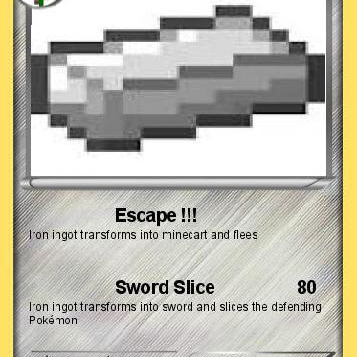 Escape !!!
Iron ingot transforms into minecart and flees
Sword Slice 80
Iron ingot transforms into sword and slices the defending
Pokémon